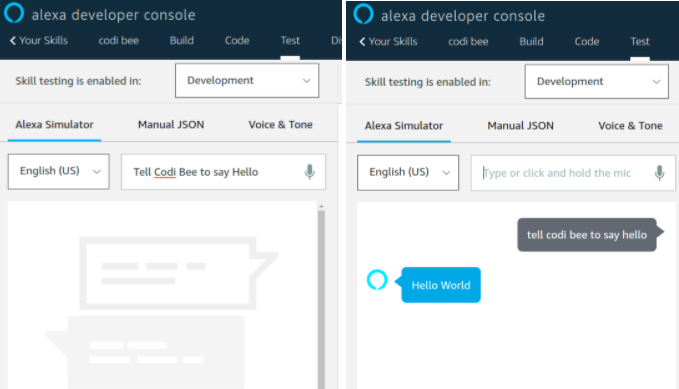 alexa developer console
Your Skills codi bee Build Code Test Di
Skill testing is enabled in: Development
Alexa Simulator Manual JSON Voice & Tone
English (US) Tell Codi Bee to say Hello
alexa developer console
Your Skills codi bee Build Code Test
Skill testing is enabled in: Development
Alexa Simulator Manual JSON Voice & Tone
English (US) Type or click and hold the mic
tell codi bee to say hello
Hello World